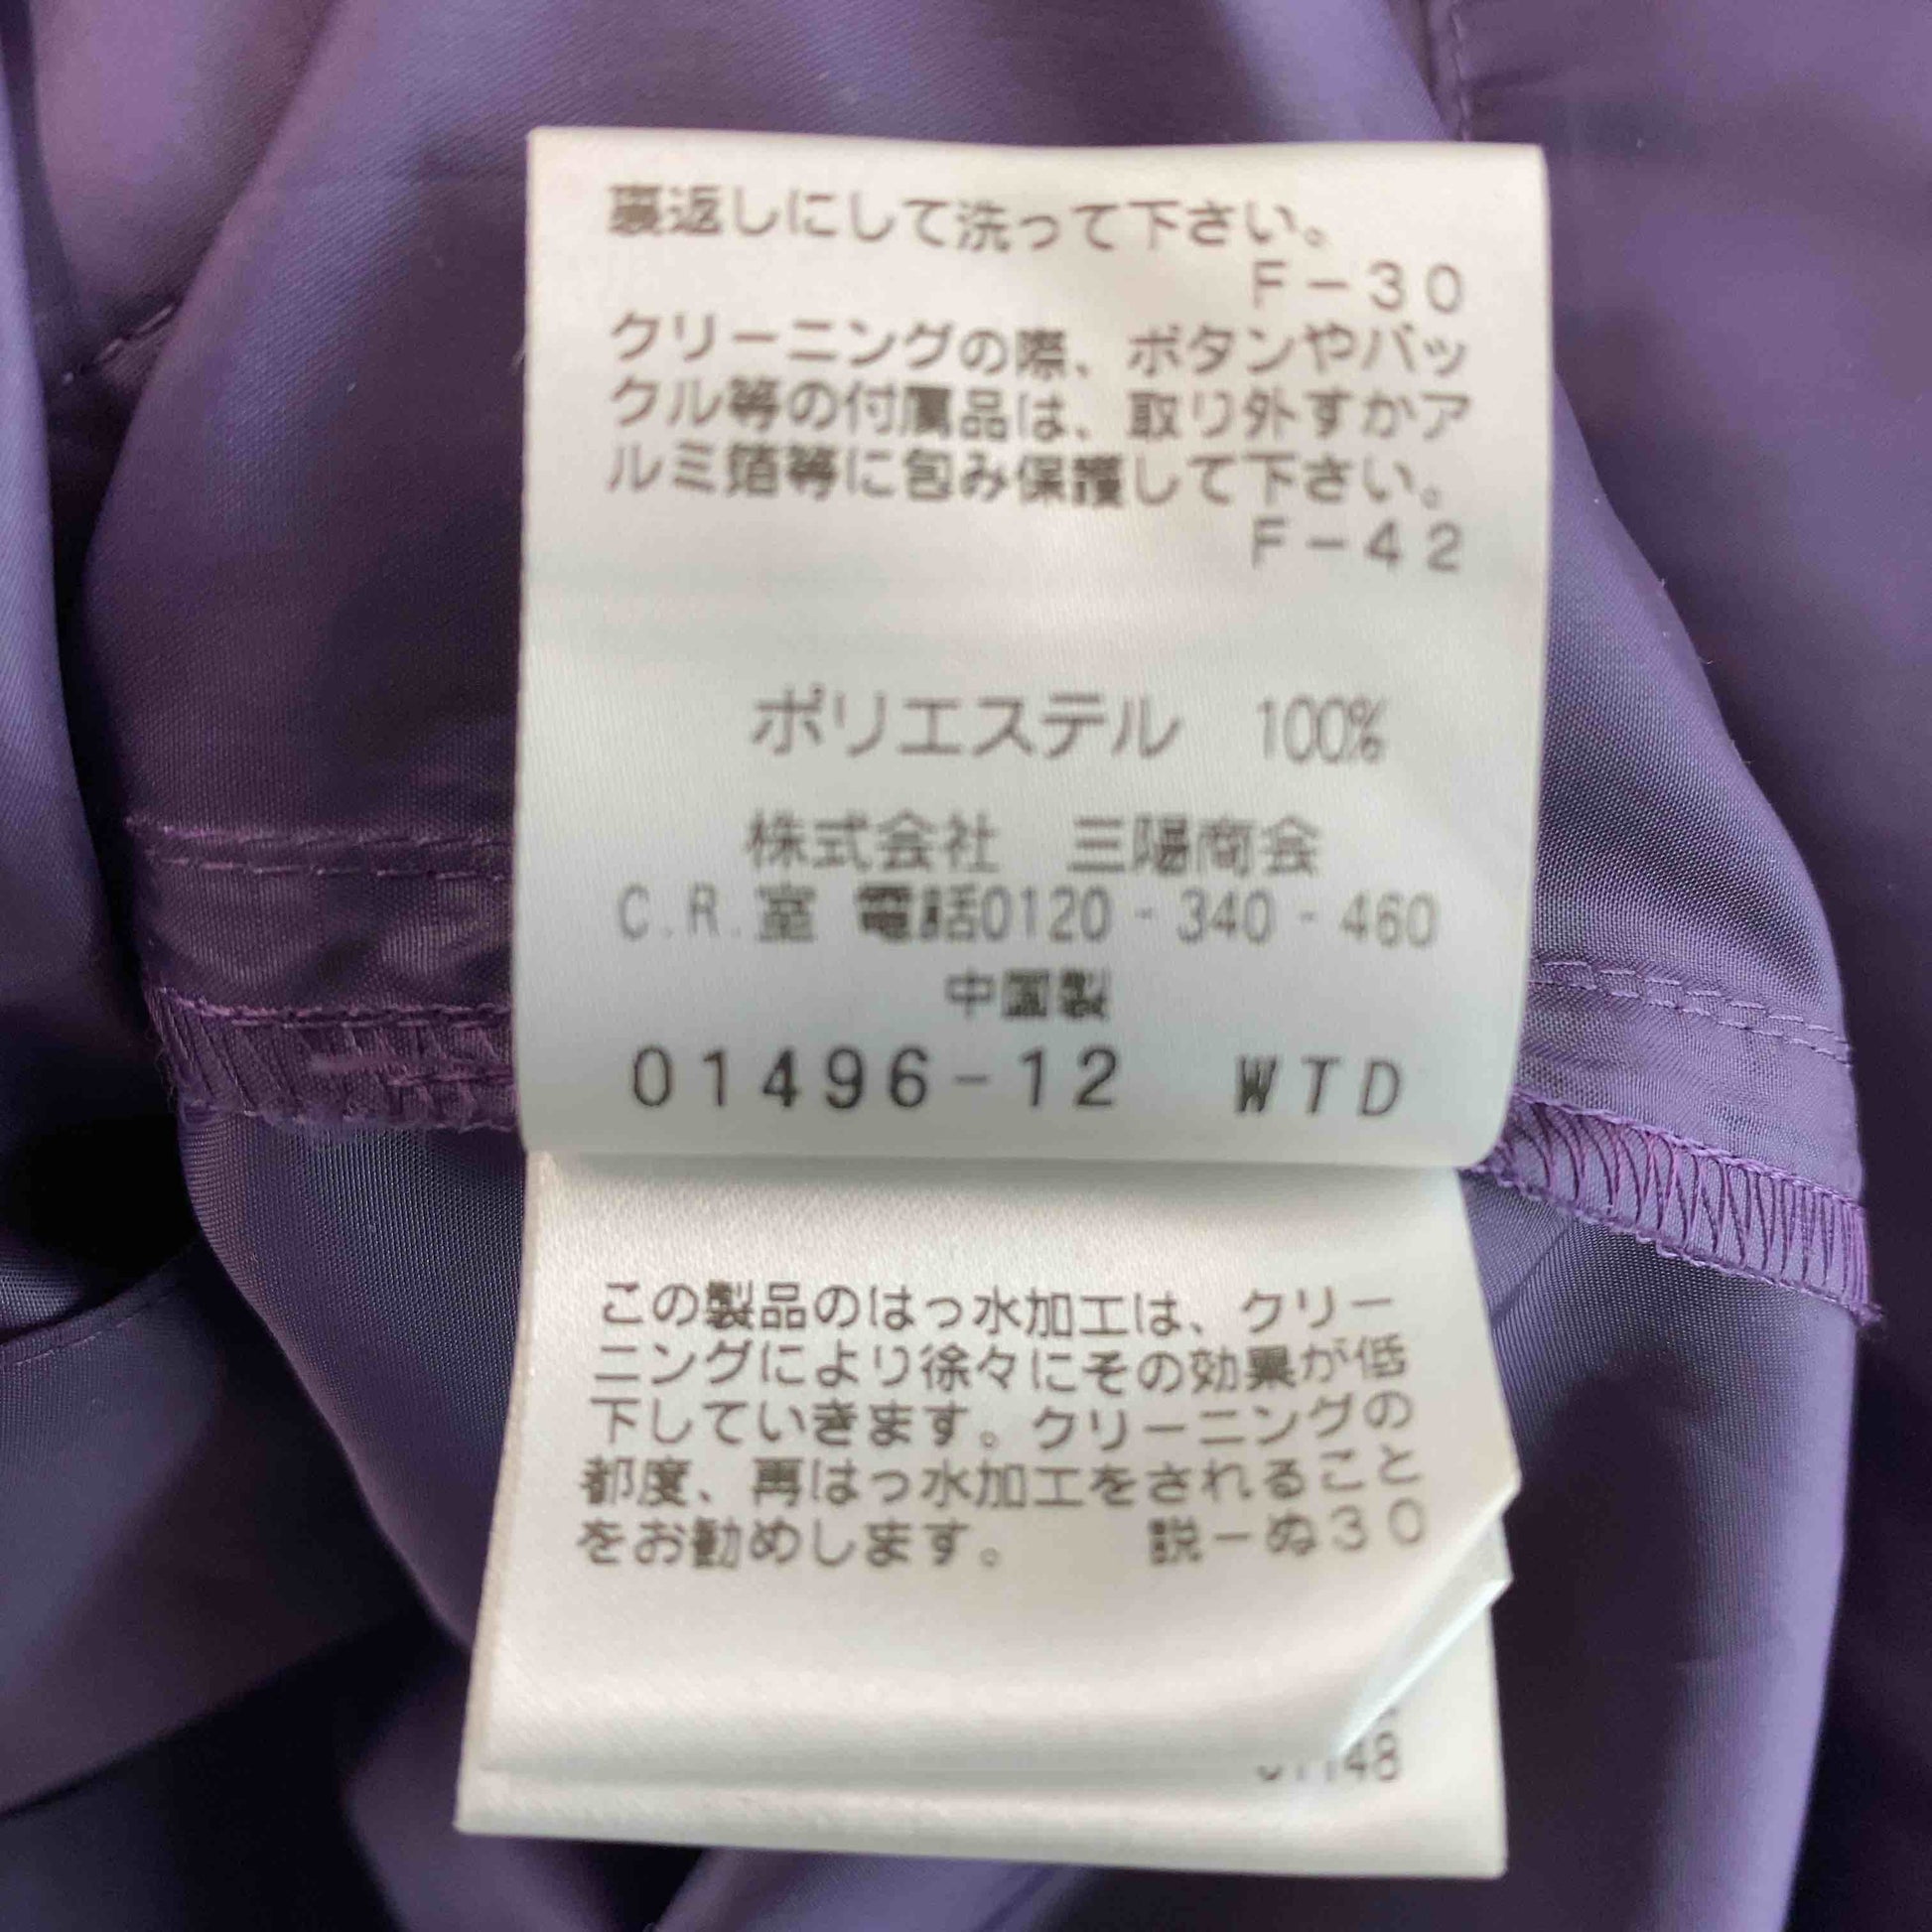 裏返しにして洗って下さい。
F－30
クリーニングの際、ボタンやバッ
クル等の付属品は、取り外すかア
ルミ箔等に包み保護して下さい。
F－42
ポリエステル 100%
株式会社 三陽商会
C.R.室 電話0120-340-460
中国製
01496-12 WTD
この製品のはっ水加工は、クリー
ニングにより徐々にその効果が低
下していきます。クリーニングの
都度、再はっ水加工をされること
をお勧めします。 説－ぬ30